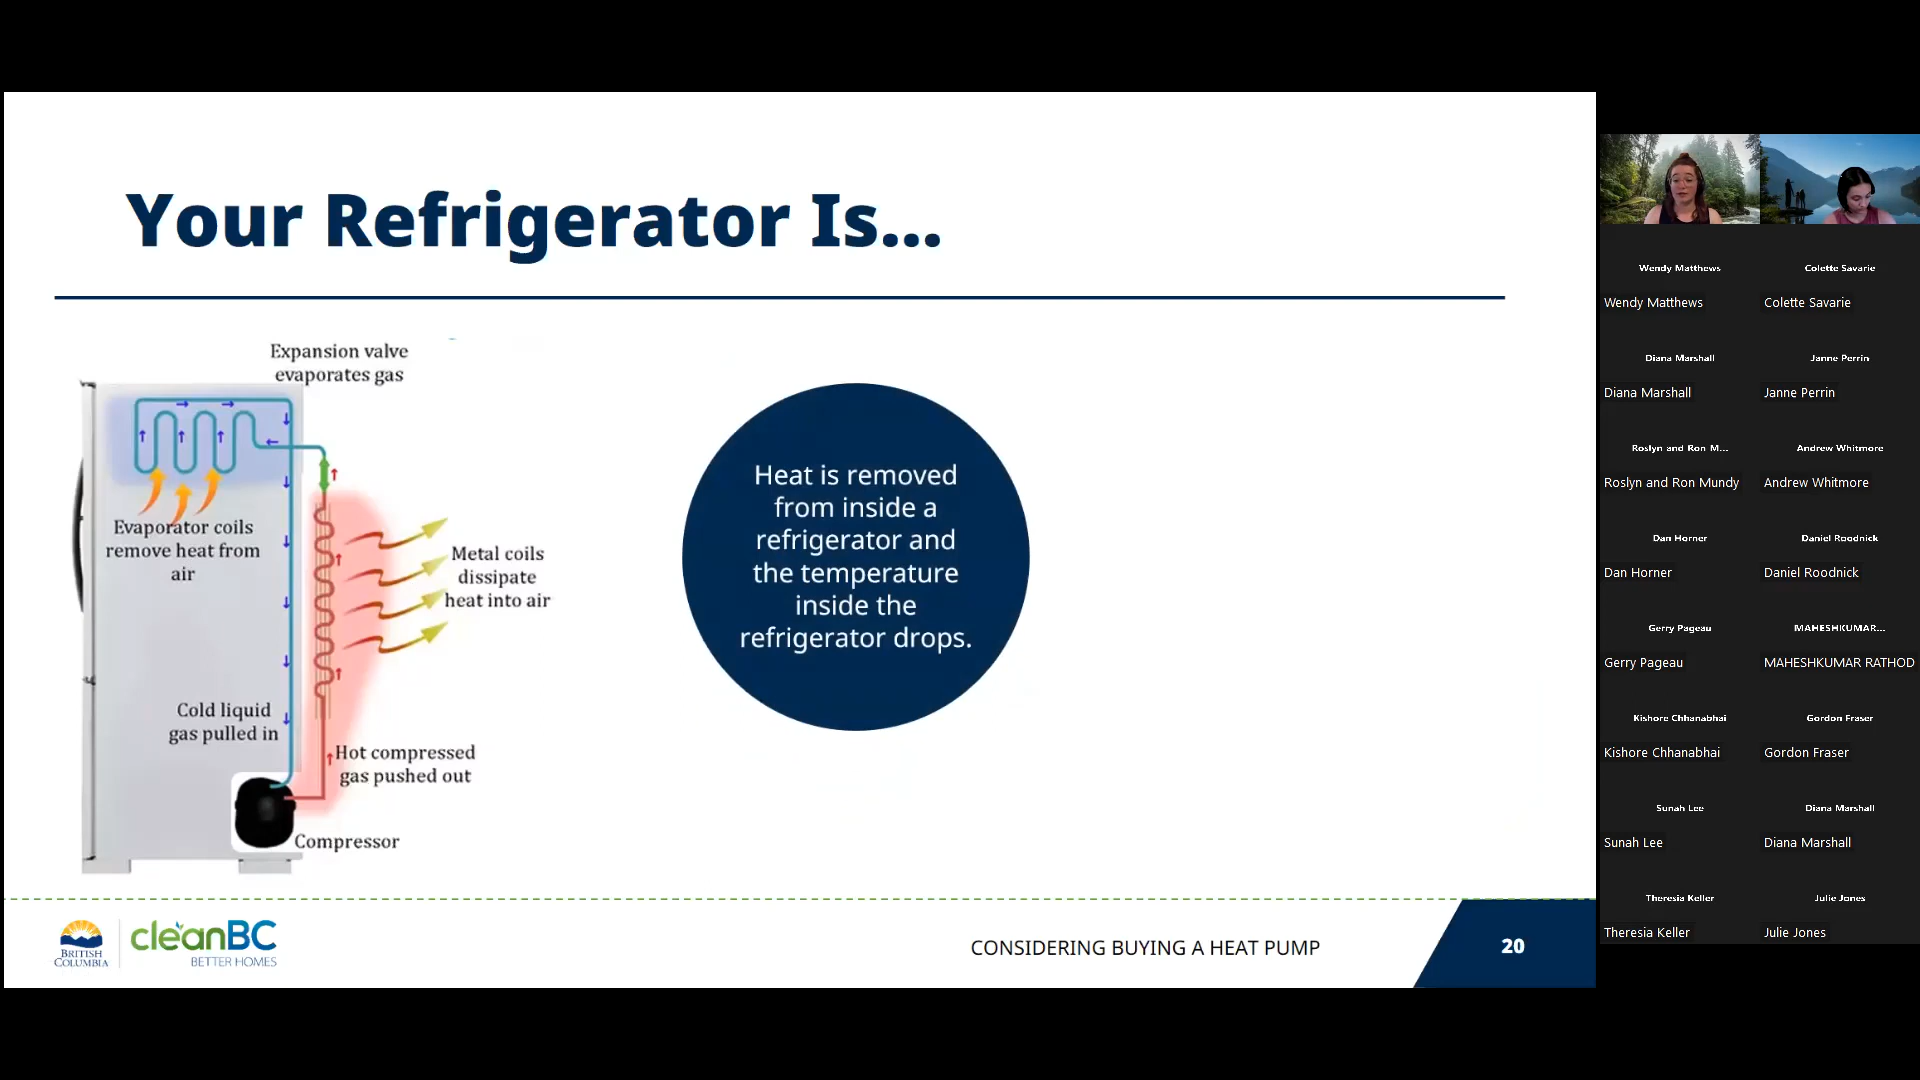 Your Refrigerator Is...
Expansion valve
evaporates gas
Evaporator coils
remove heat from
air
Metal coils
dissipate
heat into air
Cold liquid
gas pulled in
Hot compressed
gas pushed out
Compressor
Heat is removed
from inside a
refrigerator and
the temperature
inside the
refrigerator drops.
BRITISH
COLUMBIA
cleanBC
BETTER HOMES
CONSIDERING BUYING A HEAT PUMP
20
Wendy Matthews
Colette Savarie
Wendy Matthews
Colette Savarie
Diana Marshall
Janne Perrin
Diana Marshall
Janne Perrin
Roslyn and Ron M...
Andrew Whitmore
Roslyn and Ron Mundy
Andrew Whitmore
Dan Horner
Daniel Roodnick
Dan Horner
Daniel Roodnick
Gerry Pageau
MAHESHKUMAR...
Gerry Pageau
MAHESHKUMAR RATHOD
Kishore Chhanabhai
Gordon Fraser
Kishore Chhanabhai
Gordon Fraser
Sunah Lee
Diana Marshall
Sunah Lee
Diana Marshall
Theresia Keller
Julie Jones
Theresia Keller
Julie Jones